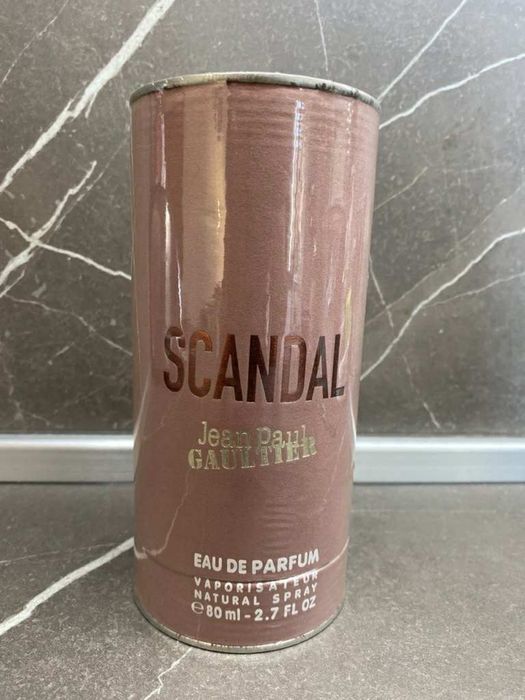 SCANDAL
Jean Paul
GAULTIER
EAU DE PARFUM
VAPORISATEUR
NATURAL SPRAY
℮80 ml - 2.7 FL OZ